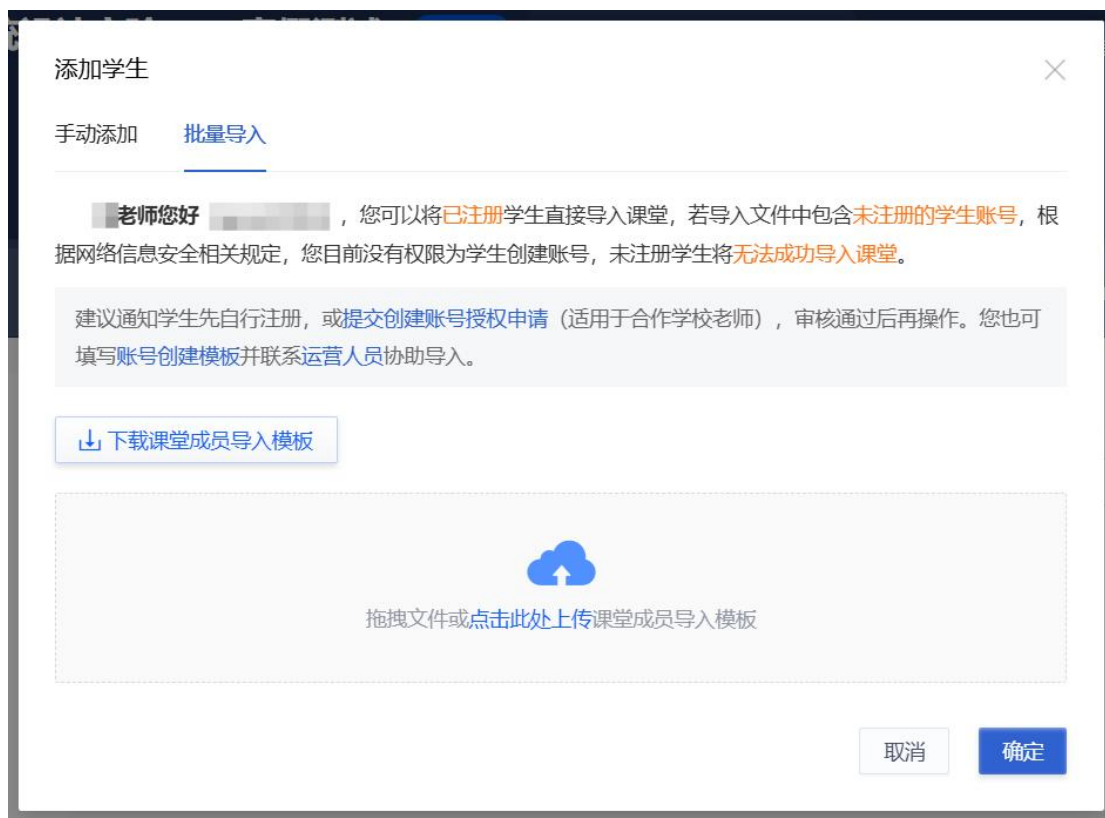 添加学生
手动添加 批量导入
老师您好 ，您可以将已注册学生直接导入课堂，若导入文件中包含未注册的学生账号，根
据网络信息安全相关规定，您目前没有权限为学生创建账号，未注册学生将无法成功导入课堂。
建议通知学生先自行注册，或提交创建账号授权申请（适用于合作学校老师），审核通过后再操作。您也可
填写账号创建模板并联系运营人员协助导入。
下载课堂成员导入模板
拖拽文件或点击此处上传课堂成员导入模板
取消 确定